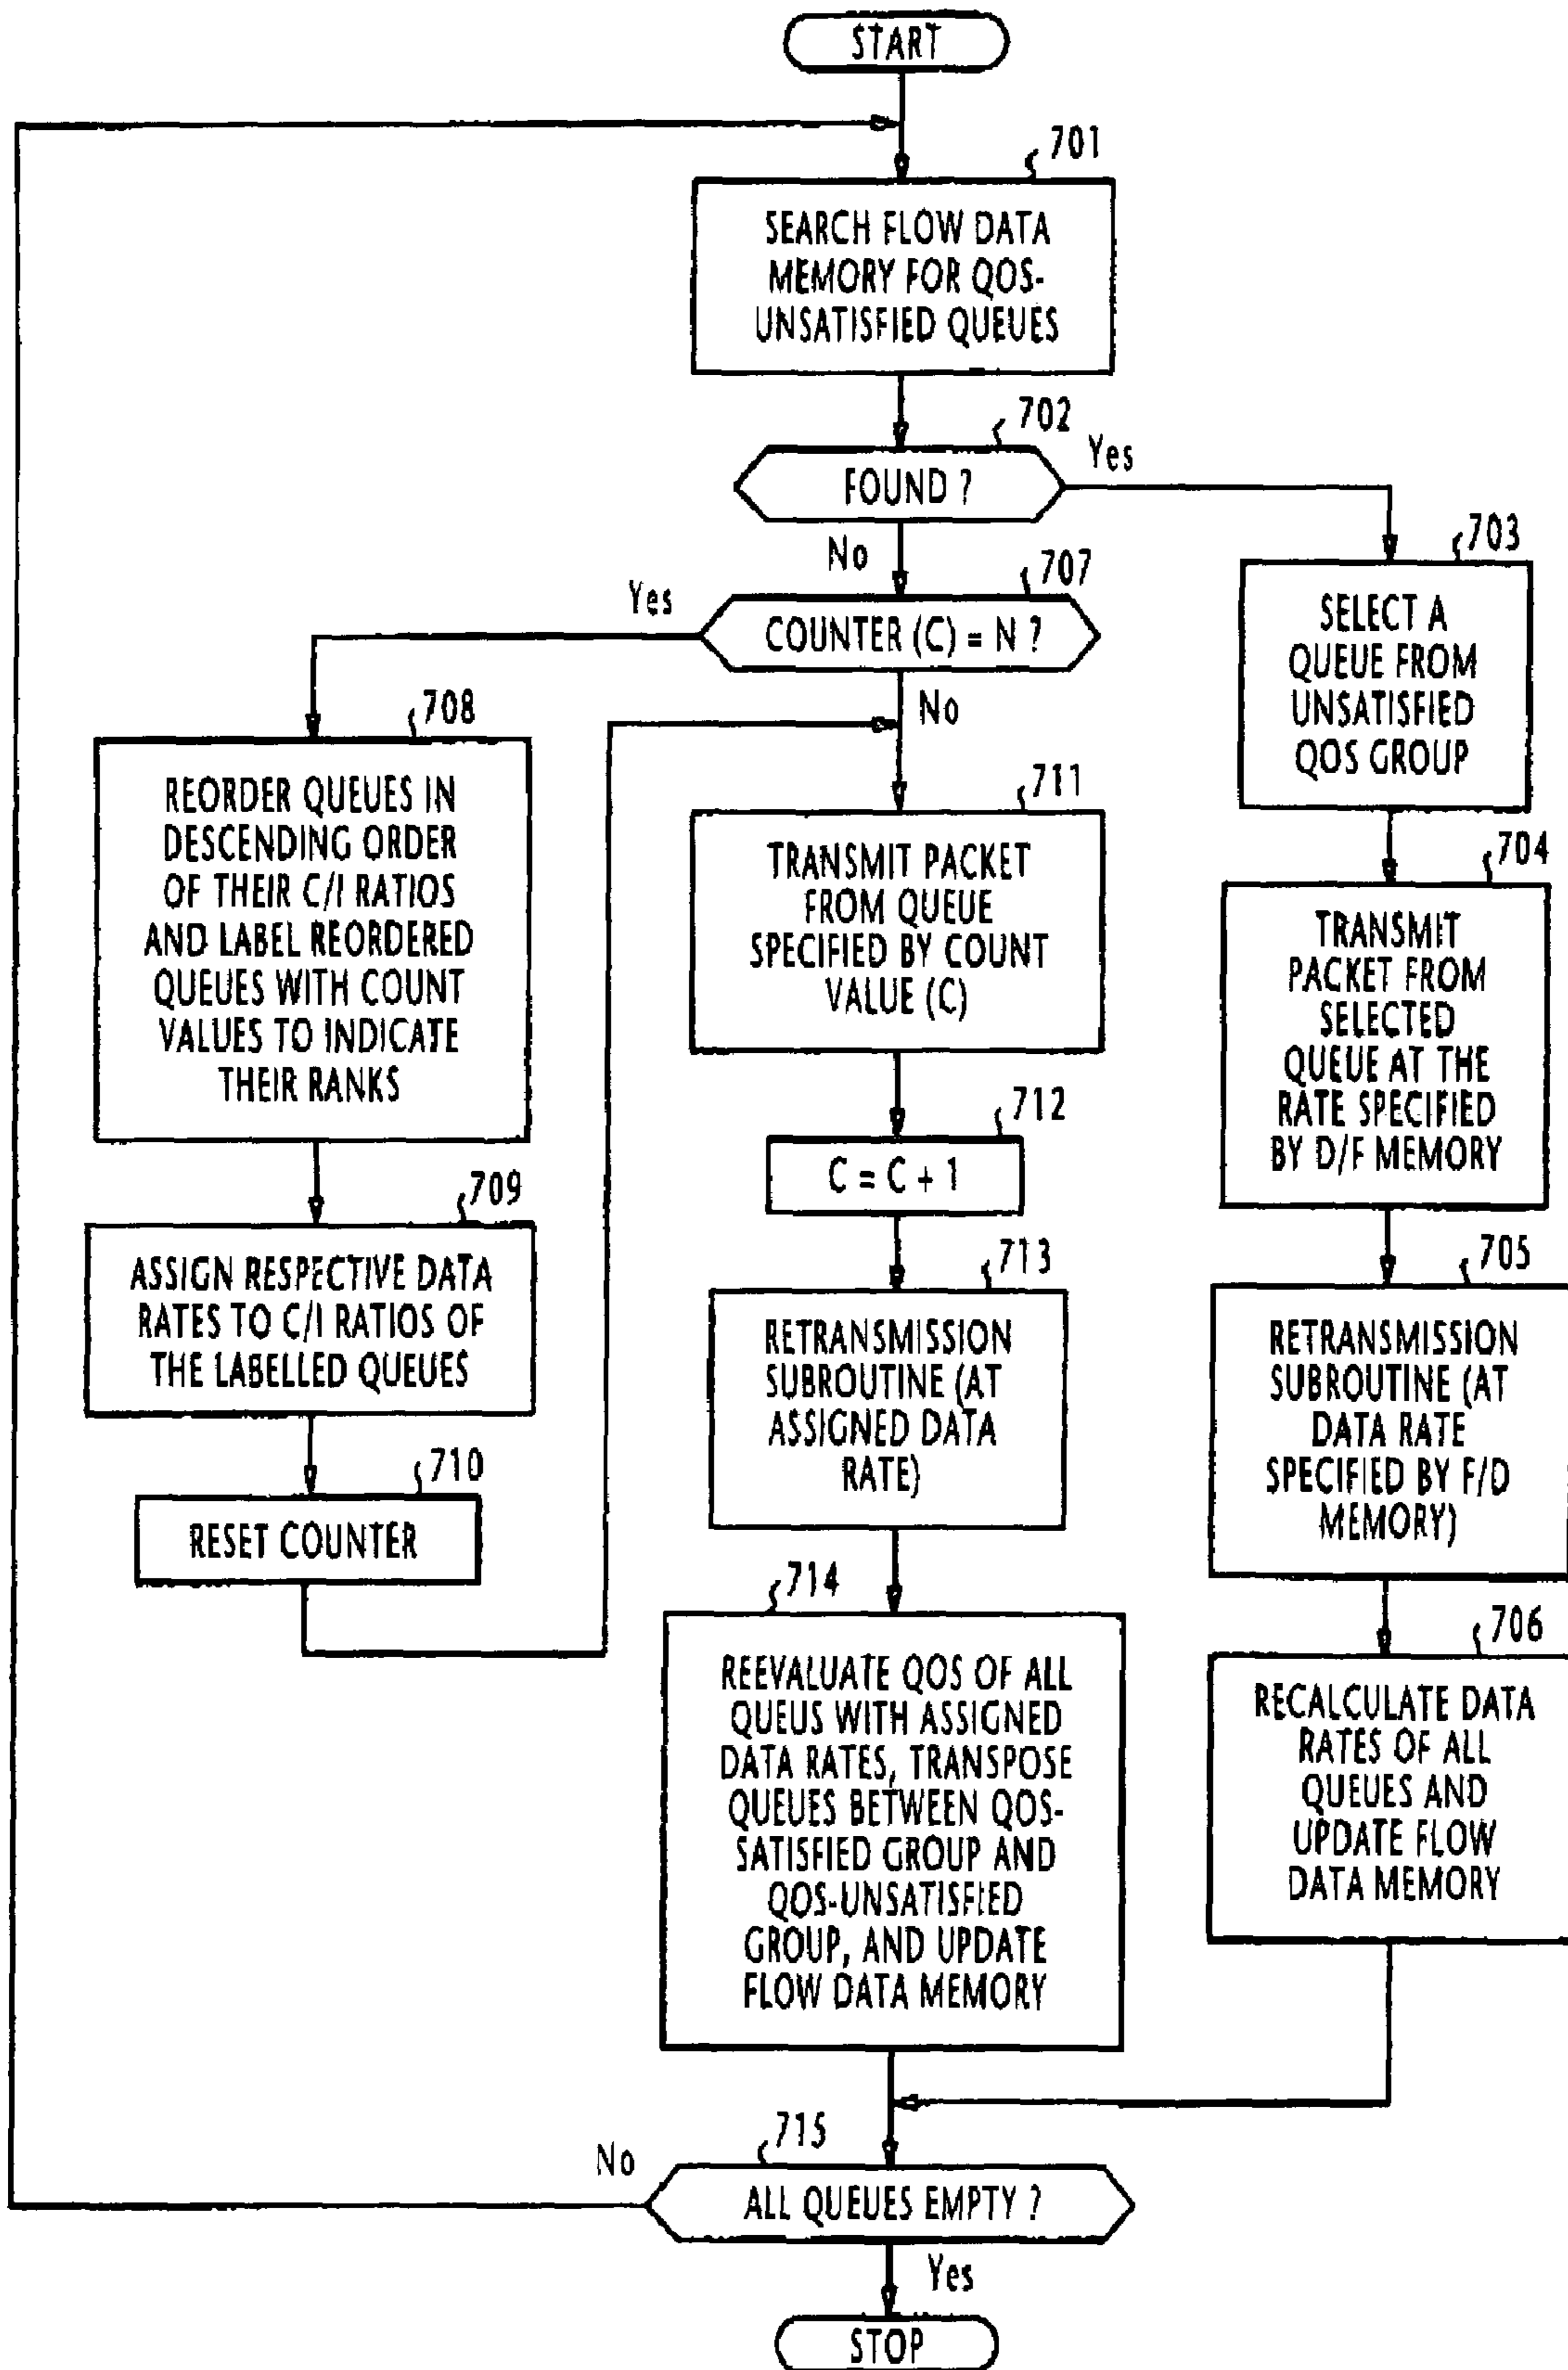 START
701
SEARCH FLOW DATA
MEMORY FOR QOS-
UNSATISFIED QUEUES
702
FOUND ?
Yes
No
703
SELECT A
QUEUE FROM
UNSATISFIED
QOS GROUP
707
COUNTER (C) = N ?
Yes
No
708
REORDER QUEUES IN
DESCENDING ORDER
OF THEIR C/I RATIOS
AND LABEL REORDERED
QUEUES WITH COUNT
VALUES TO INDICATE
THEIR RANKS
711
TRANSMIT PACKET
FROM QUEUE
SPECIFIED BY COUNT
VALUE (C)
704
TRANSMIT
PACKET FROM
SELECTED
QUEUE AT THE
RATE SPECIFIED
BY D/F MEMORY
712
C = C + 1
709
ASSIGN RESPECTIVE DATA
RATES TO C/I RATIOS OF
THE LABELLED QUEUES
713
RETRANSMISSION
SUBROUTINE (AT
ASSIGNED DATA
RATE)
705
RETRANSMISSION
SUBROUTINE (AT
DATA RATE
SPECIFIED BY F/D
MEMORY)
710
RESET COUNTER
714
REEVALUATE QOS OF ALL
QUEUS WITH ASSIGNED
DATA RATES, TRANSPOSE
QUEUES BETWEEN QOS-
SATISFIED GROUP AND
QOS-UNSATISFIED
GROUP, AND UPDATE
FLOW DATA MEMORY
706
RECALCULATE DATA
RATES OF ALL
QUEUES AND
UPDATE FLOW
DATA MEMORY
715
ALL QUEUES EMPTY ?
No
Yes
STOP